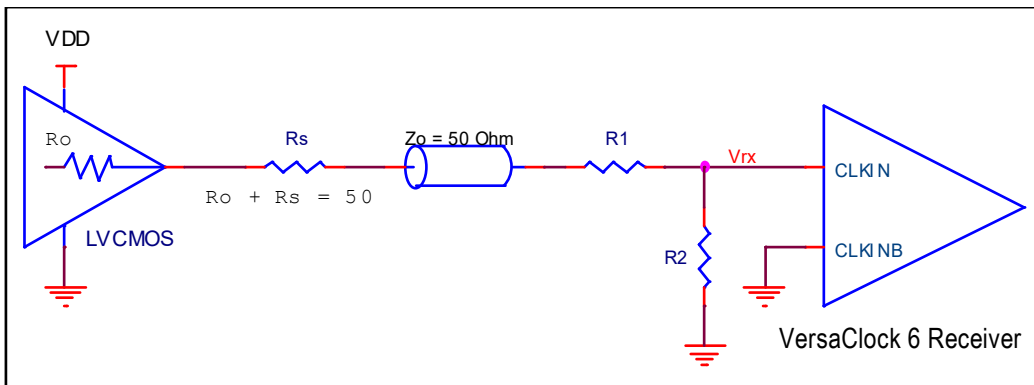 VDD
Ro
Rs
Zo = 50 Ohm
R1
Vrx
CLKIN
Ro + Rs = 50
LVCMOS
R2
CLKINB
VersaClock 6 Receiver